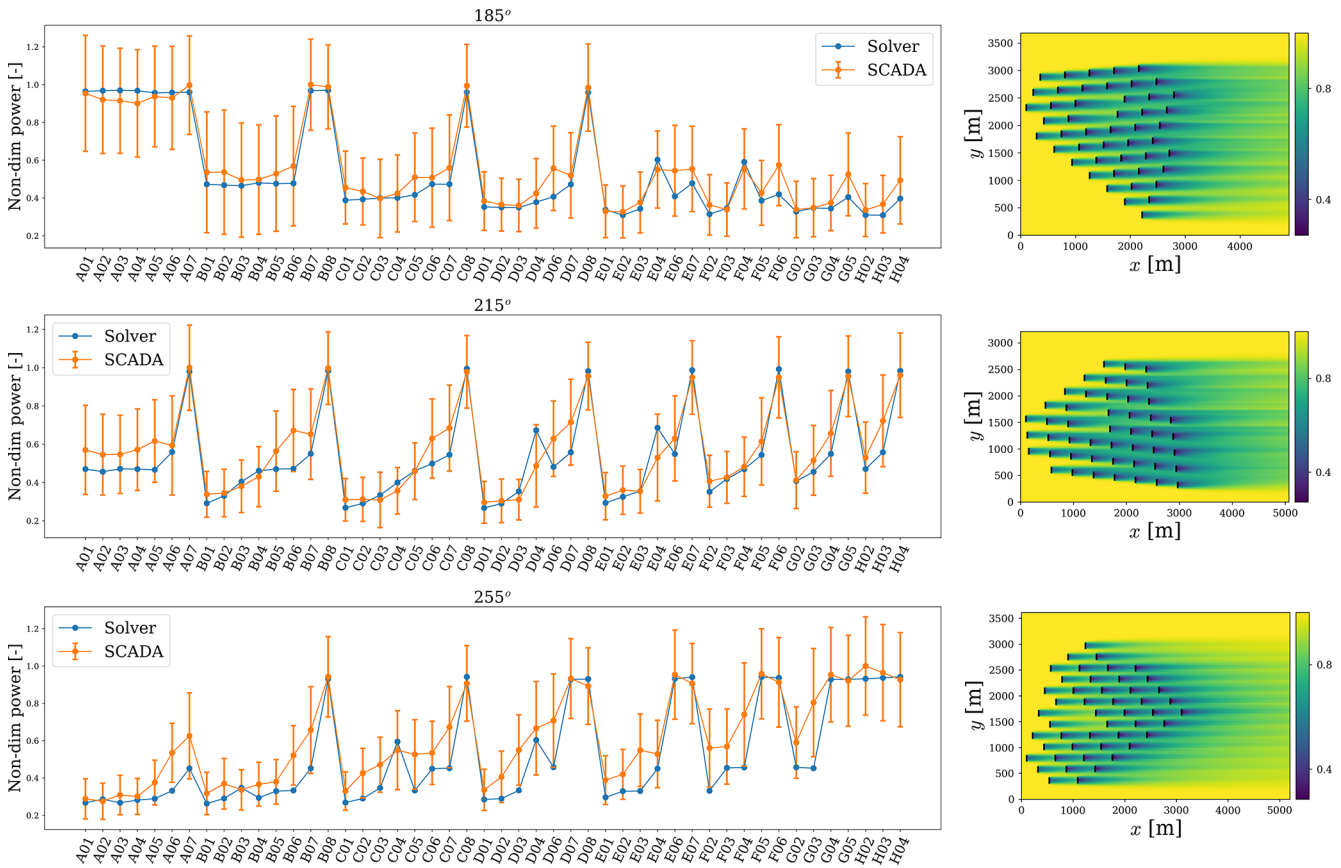 185º
Non-dim power [-]
1.2
1.0
0.8
0.6
0.4
0.2
Solver
SCADA
A01 A02 A03 A04 A05 A06 A07 B01 B02 B03 B04 B05 B06 B07 B08 C01 C02 C03 C04 C05 C06 C07 C08 D01 D02 D03 D04 D06 D07 D08 E01 E02 E03 E04 E06 E07 F02 F03 F04 F05 F06 G02 G03 G04 G05 H02 H03 H04
y [m]
3500
3000
2500
2000
1500
1000
500
0
0 1000 2000 3000 4000
x [m]
0.8
0.4
215º
Non-dim power [-]
1.2
1.0
0.8
0.6
0.4
0.2
Solver
SCADA
A01 A02 A03 A04 A05 A06 A07 B01 B02 B03 B04 B05 B06 B07 B08 C01 C02 C03 C04 C05 C06 C07 C08 D01 D02 D03 D04 D06 D07 D08 E01 E02 E03 E04 E06 E07 F02 F03 F04 F05 F06 G02 G03 G04 G05 H02 H03 H04
y [m]
3000
2500
2000
1500
1000
500
0
0 1000 2000 3000 4000 5000
x [m]
0.8
0.4
255º
Non-dim power [-]
1.2
1.0
0.8
0.6
0.4
0.2
Solver
SCADA
A01 A02 A03 A04 A05 A06 A07 B01 B02 B03 B04 B05 B06 B07 B08 C01 C02 C03 C04 C05 C06 C07 C08 D01 D02 D03 D04 D06 D07 D08 E01 E02 E03 E04 E06 E07 F02 F03 F04 F05 F06 G02 G03 G04 G05 H02 H03 H04
y [m]
3500
3000
2500
2000
1500
1000
500
0
0 1000 2000 3000 4000 5000
x [m]
0.8
0.4